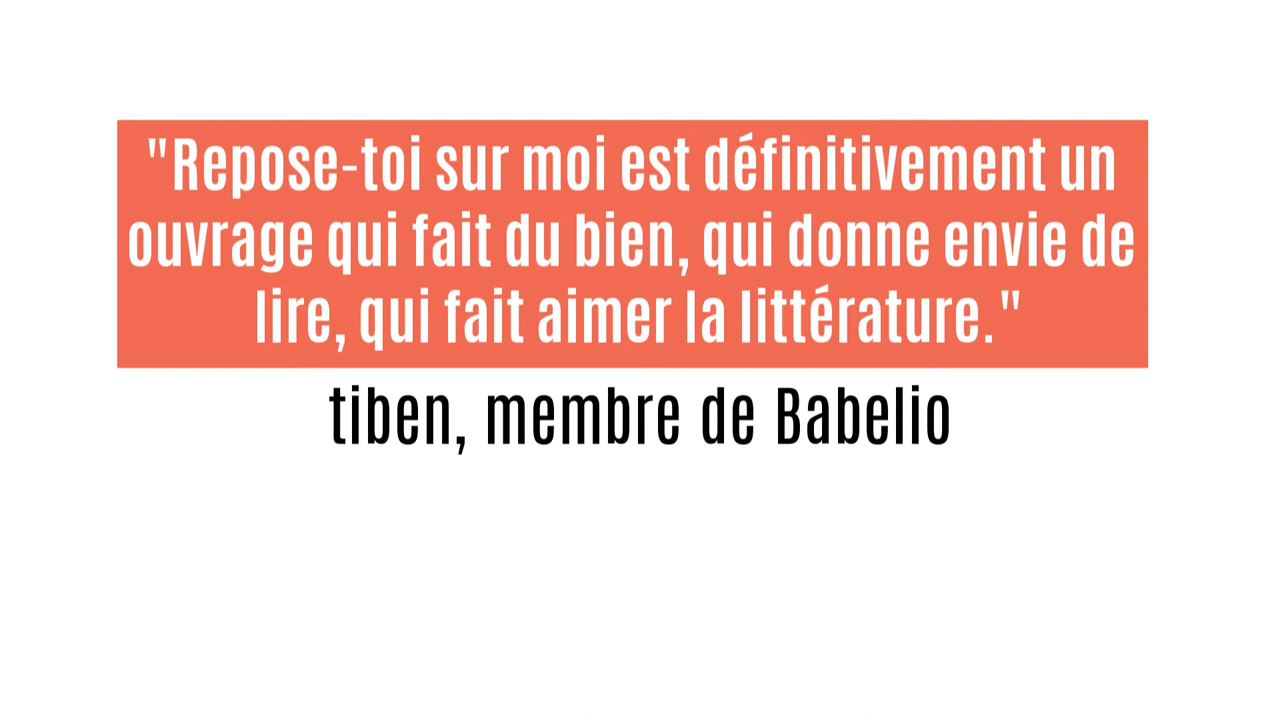 "Repose-toi sur moi est définitivement un
ouvrage qui fait du bien, qui donne envie de
lire, qui fait aimer la littérature."
tiben, membre de Babelio